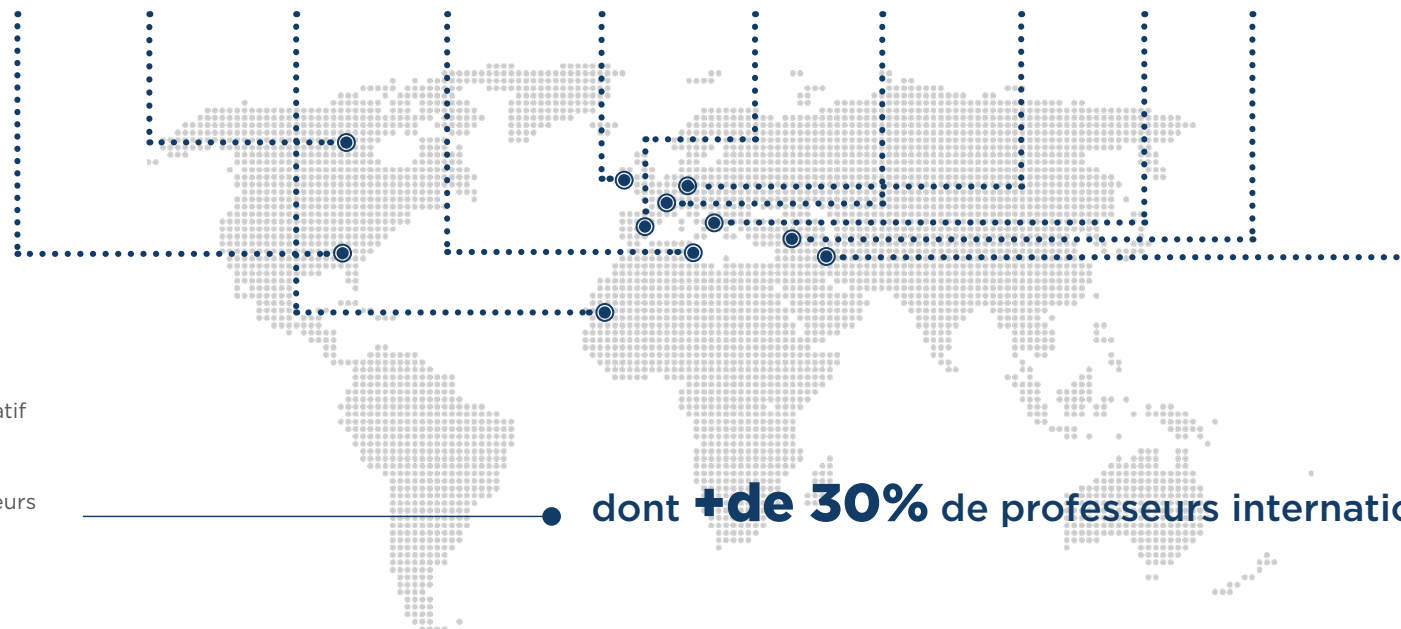 atif
eurs
dont +de 30% de professeurs internatio